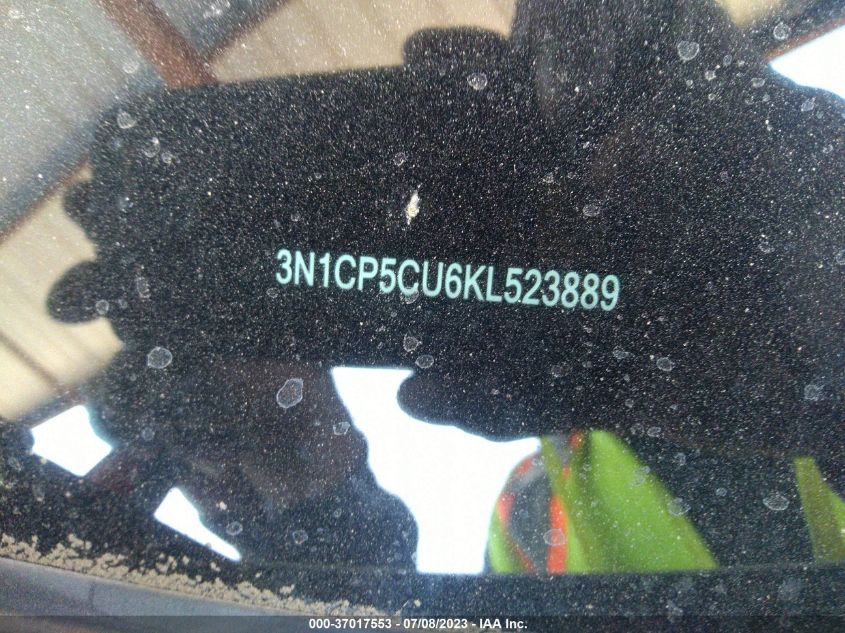 3N1CP5CU6KL523889
000-37017553 - 07/08/2023 - IAA Inc.